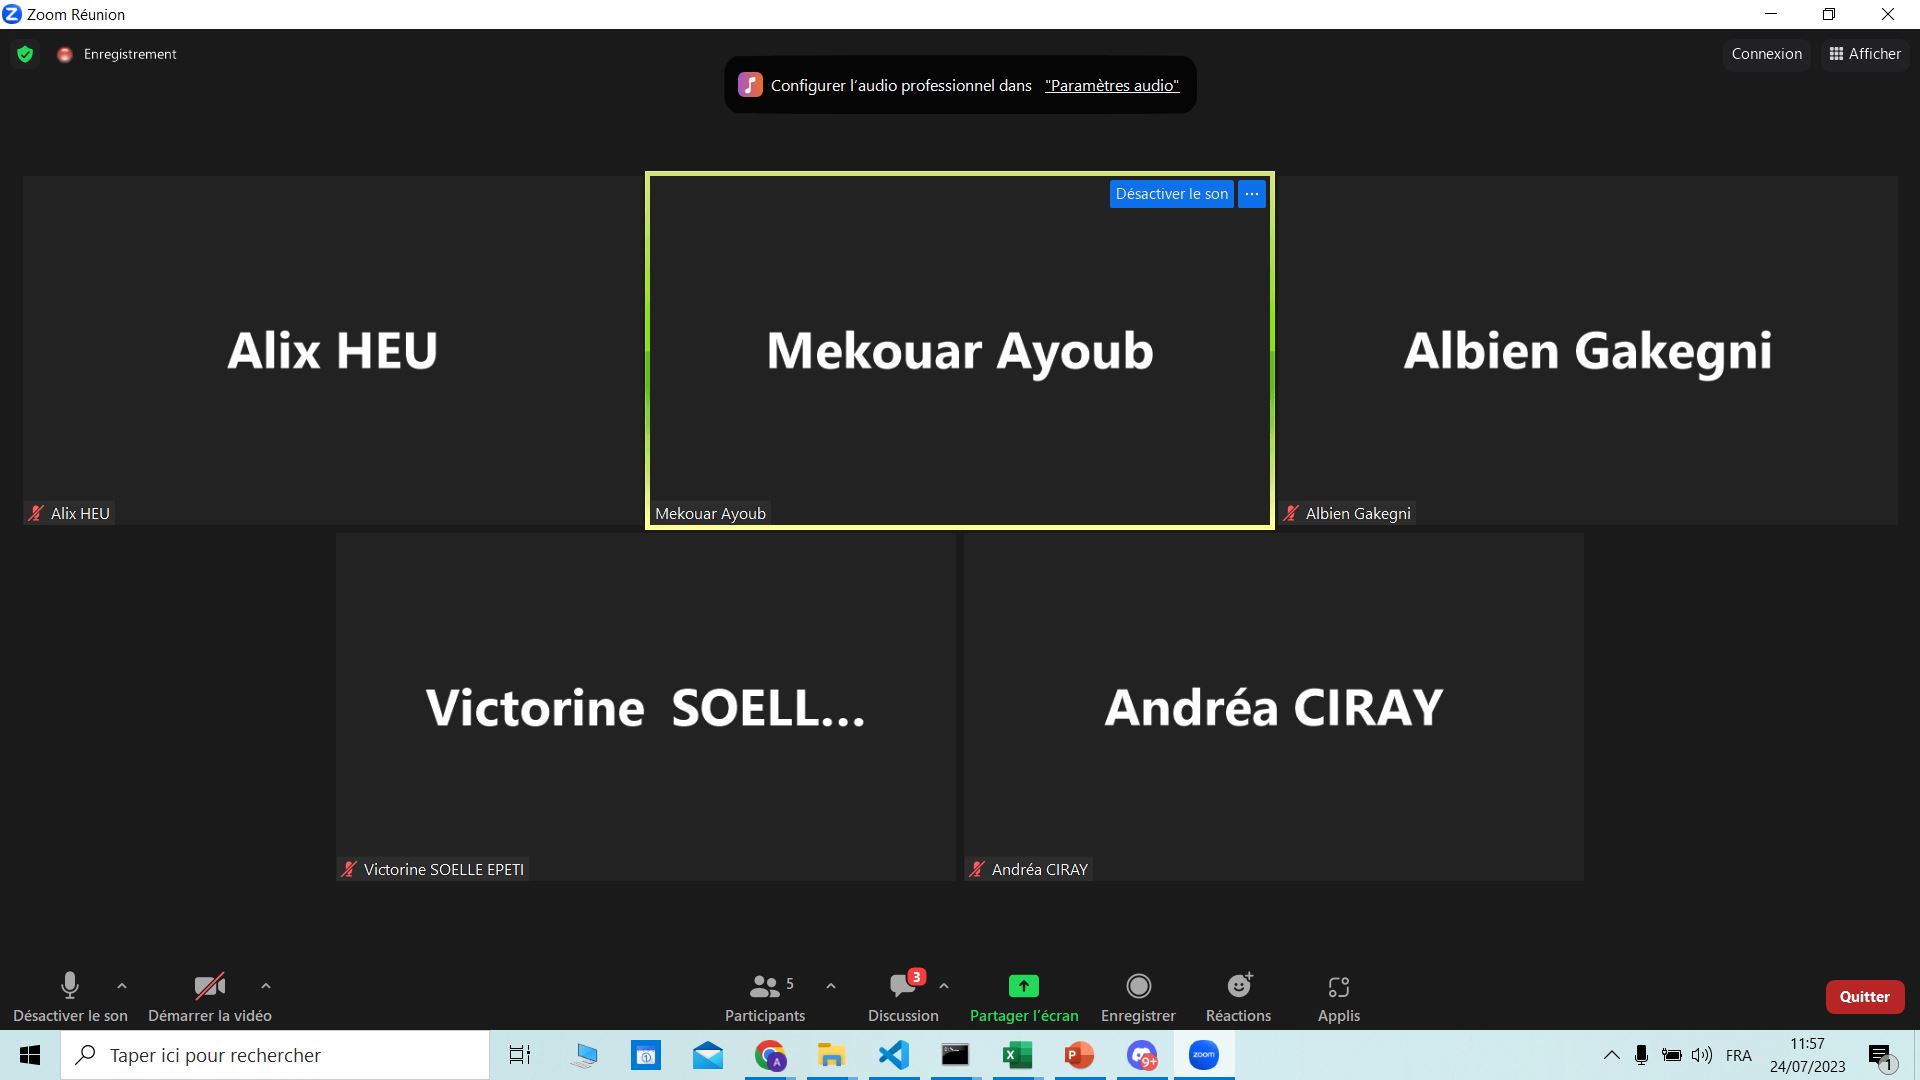 Zoom Réunion
Enregistrement
Connexion
Afficher
Configurer l'audio professionnel dans "Paramètres audio"
Désactiver le son ...
Alix HEU
Mekouar Ayoub
Albien Gakegni
Alix HEU
Mekouar Ayoub
Albien Gakegni
Victorine  SOELL...
Andréa CIRAY
Victorine SOELLE EPETI
Andréa CIRAY
Désactiver le son
Démarrer la vidéo
5
Participants
3
Discussion
Partager l'écran
Enregistrer
Réactions
Applis
Quitter
Taper ici pour rechercher
A
P
9+
zoom
FRA
11:57
24/07/2023
1